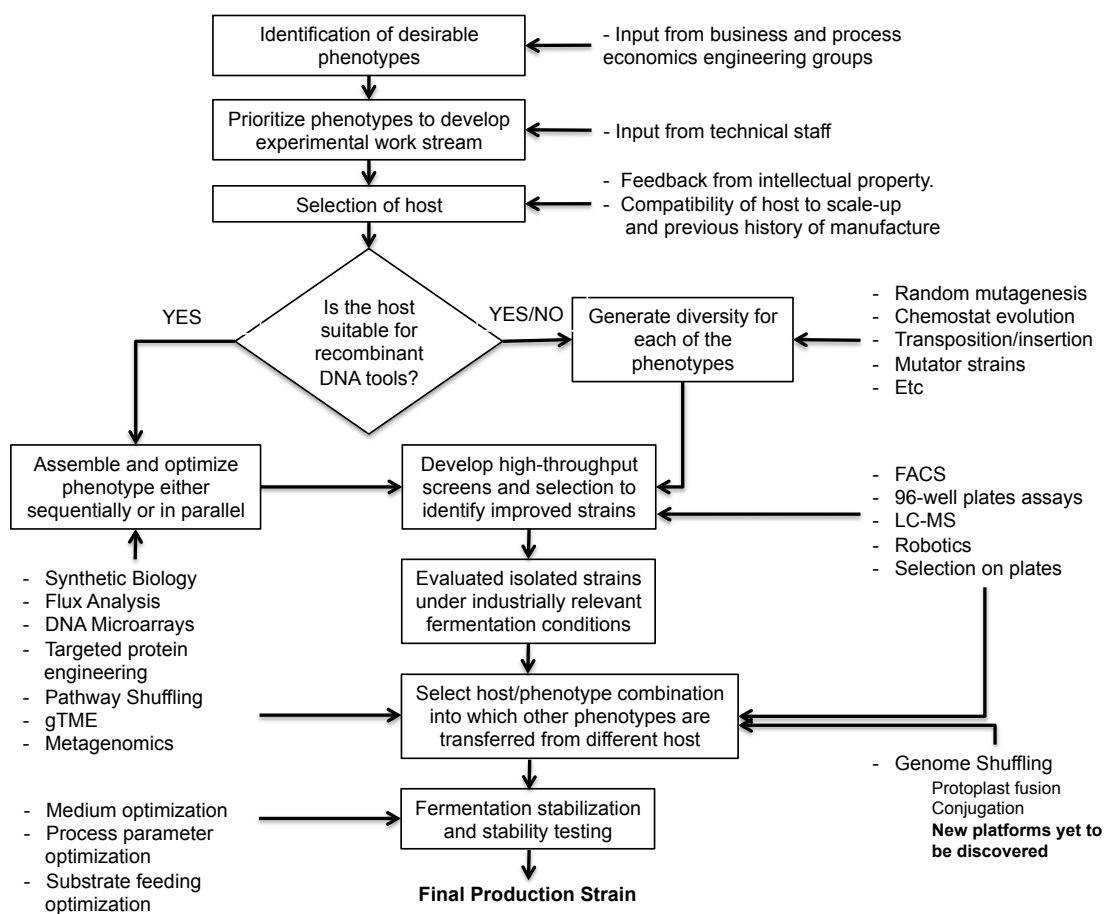 Identification of desirable
phenotypes
- Input from business and process
economics engineering groups
Prioritize phenotypes to develop
experimental work stream
- Input from technical staff
Selection of host
- Feedback from intellectual property.
- Compatibility of host to scale-up
and previous history of manufacture
Is the host
suitable for
recombinant
DNA tools?
YES
YES/NO
Generate diversity for
each of the
phenotypes
- Random mutagenesis
- Chemostat evolution
- Transposition/insertion
- Mutator strains
- Etc
Assemble and optimize
phenotype either
sequentially or in parallel
Develop high-throughput
screens and selection to
identify improved strains
- FACS
- 96-well plates assays
- LC-MS
- Robotics
- Selection on plates
- Synthetic Biology
- Flux Analysis
- DNA Microarrays
- Targeted protein
engineering
- Pathway Shuffling
- gTME
- Metagenomics
Evaluated isolated strains
under industrially relevant
fermentation conditions
Select host/phenotype combination
into which other phenotypes are
transferred from different host
- Genome Shuffling
Protoplast fusion
Conjugation
New platforms yet to
be discovered
- Medium optimization
- Process parameter
optimization
- Substrate feeding
optimization
Fermentation stabilization
and stability testing
Final Production Strain